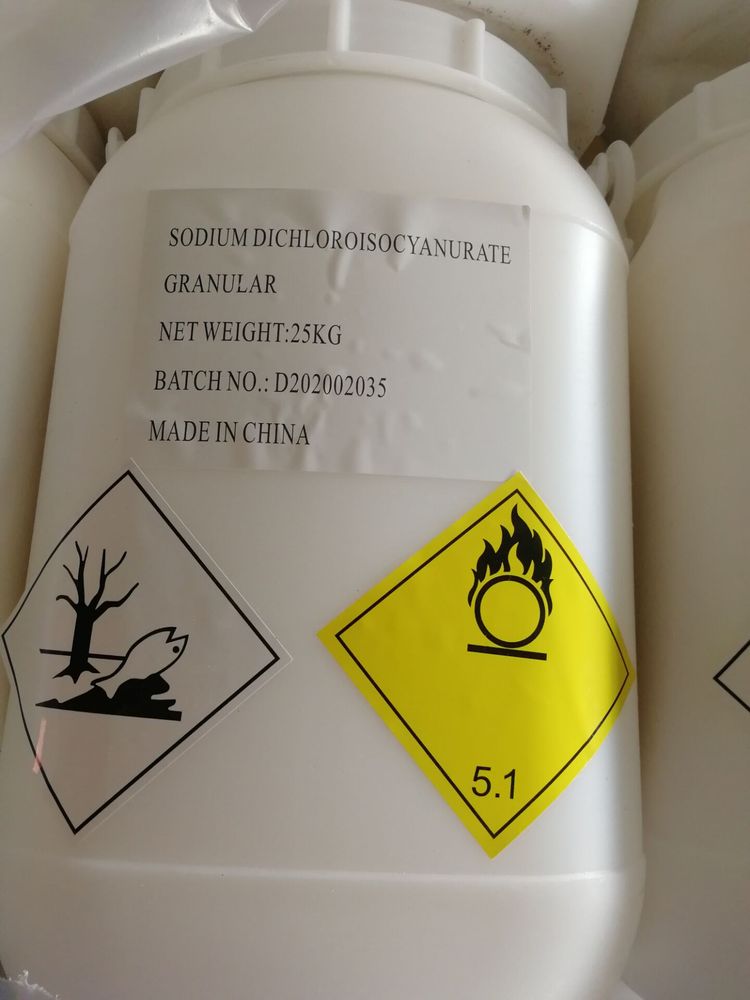 SODIUM DICHLOROISOCYANURATE
GRANULAR
NET WEIGHT:25KG
BATCH NO.: D202002035
MADE IN CHINA
5.1